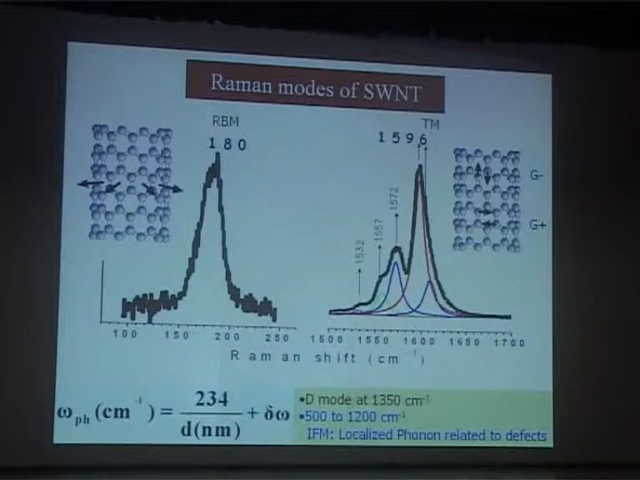 Raman modes of SWNT
RBM
180
TM
1596
1532
1557
1572
G-
G+
100 150 200 250
1500 1550 1600 1650 1700
Raman shift (cm⁻¹)
ω_ph (cm⁻¹) = 234 / d(nm) + δω
•D mode at 1350 cm⁻¹
•500 to 1200 cm⁻¹
IFM: Localized Phonon related to defects